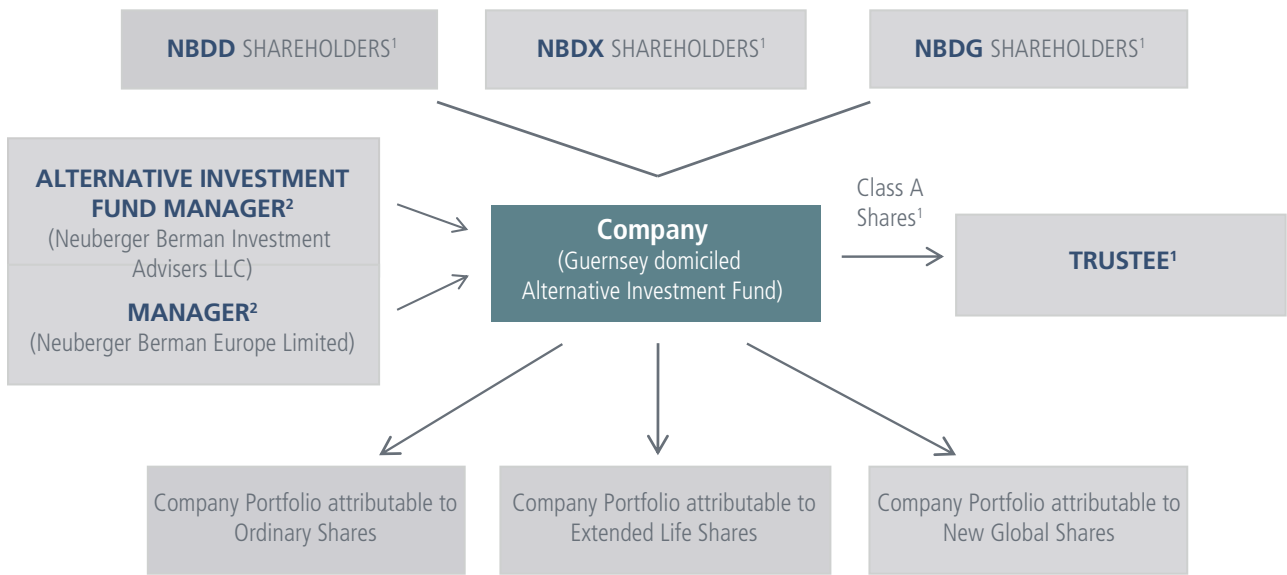 NBDD SHAREHOLDERS¹
NBDX SHAREHOLDERS¹
NBDG SHAREHOLDERS¹
ALTERNATIVE INVESTMENT
FUND MANAGER²
(Neuberger Berman Investment
Advisers LLC)
MANAGER²
(Neuberger Berman Europe Limited)
Company
(Guernsey domiciled
Alternative Investment Fund)
Class A
Shares¹
TRUSTEE¹
Company Portfolio attributable to
Ordinary Shares
Company Portfolio attributable to
Extended Life Shares
Company Portfolio attributable to
New Global Shares